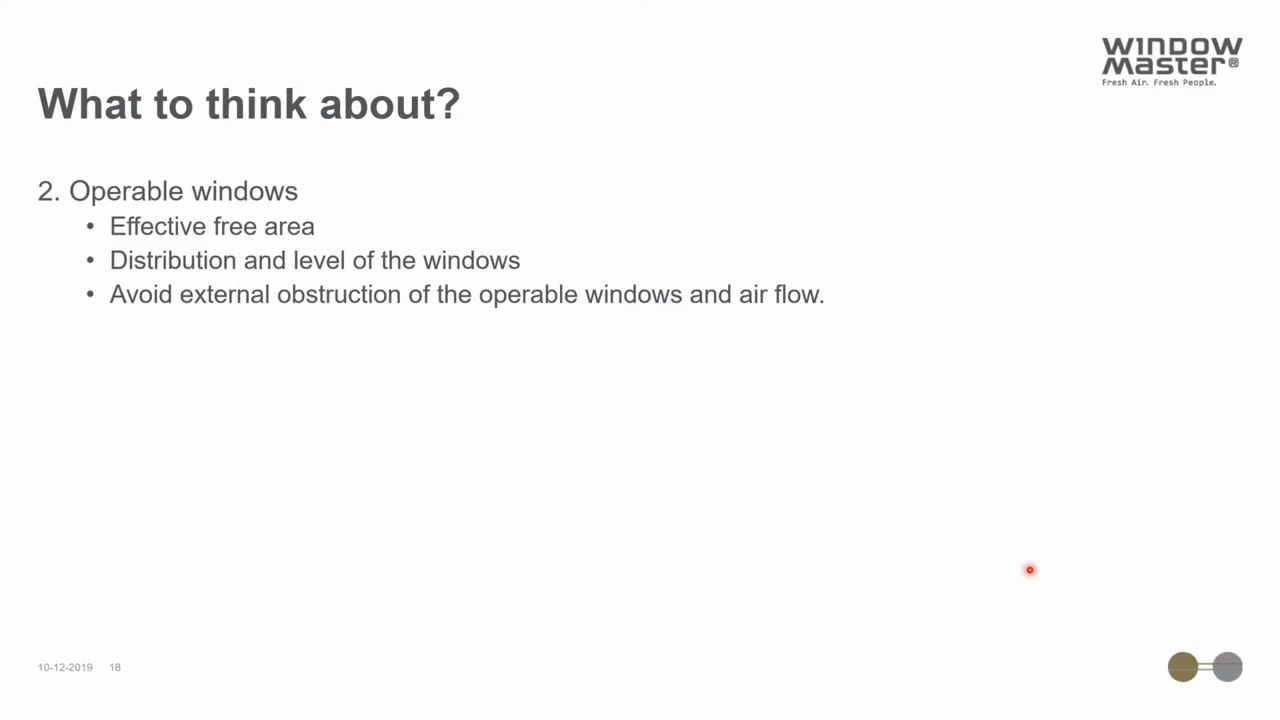 WINDOW
Master®
Fresh Air. Fresh People.
What to think about?
2. Operable windows
• Effective free area
• Distribution and level of the windows
• Avoid external obstruction of the operable windows and air flow.
10-12-2019 18